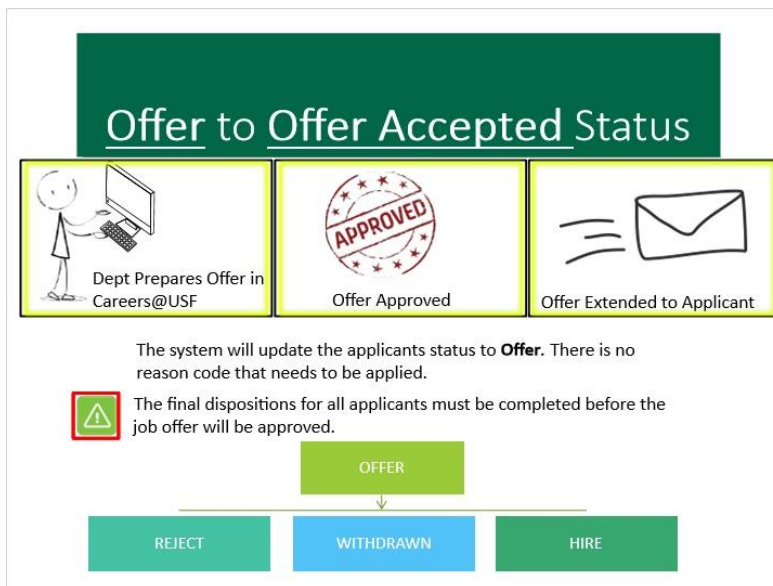 Offer to Offer Accepted Status
Dept Prepares Offer in
Careers@USF
APPROVED
Offer Approved
Offer Extended to Applicant
The system will update the applicants status to Offer. There is no
reason code that needs to be applied.
The final dispositions for all applicants must be completed before the
job offer will be approved.
OFFER
REJECT
WITHDRAWN
HIRE